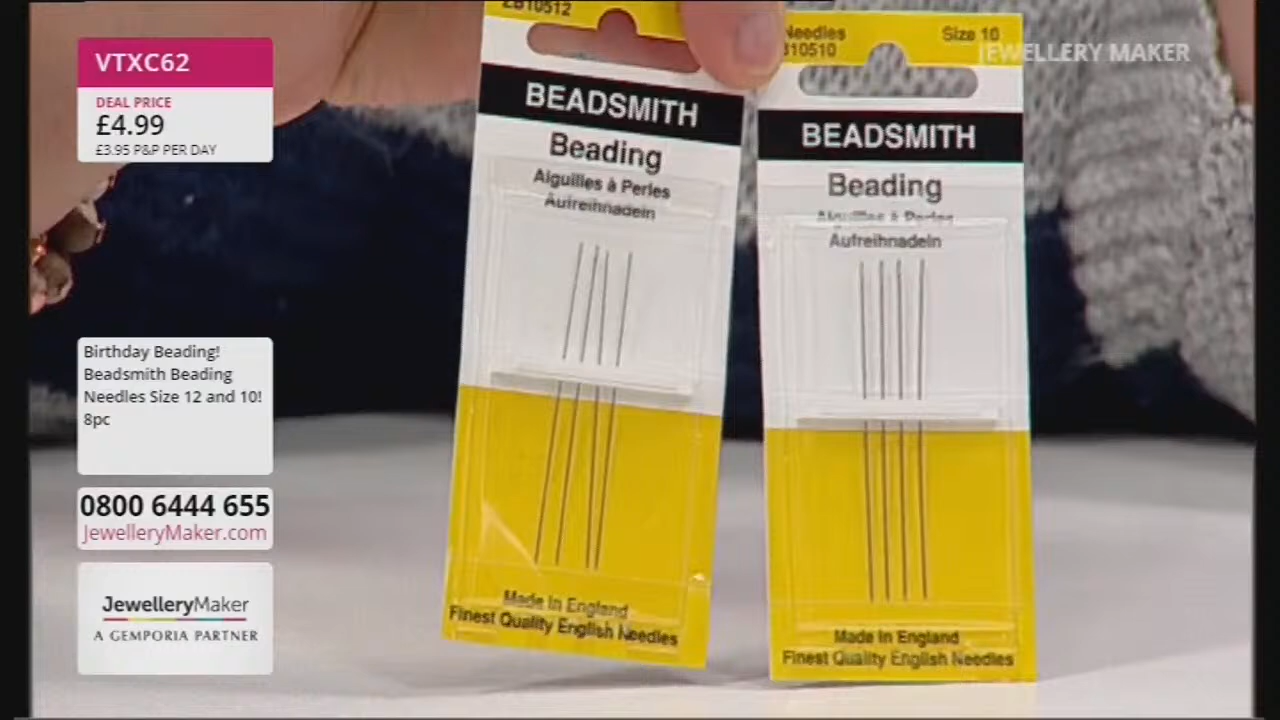 VTXC62
DEAL PRICE
£4.99
£3.95 P&P PER DAY
Birthday Beading!
Beadsmith Beading
Needles Size 12 and 10!
8pc
0800 6444 655
JewelleryMaker.com
JewelleryMaker
A GEMPORIA PARTNER
JEWELLERY MAKER
BEADSMITH
Beading
Aiguilles à Perles
Aufreihnadeln
Made In England
Finest Quality English Needles
Needles
Size 10
BEADSMITH
Beading
Aiguilles à Perles
Aufreihnadeln
Made In England
Finest Quality English Needles